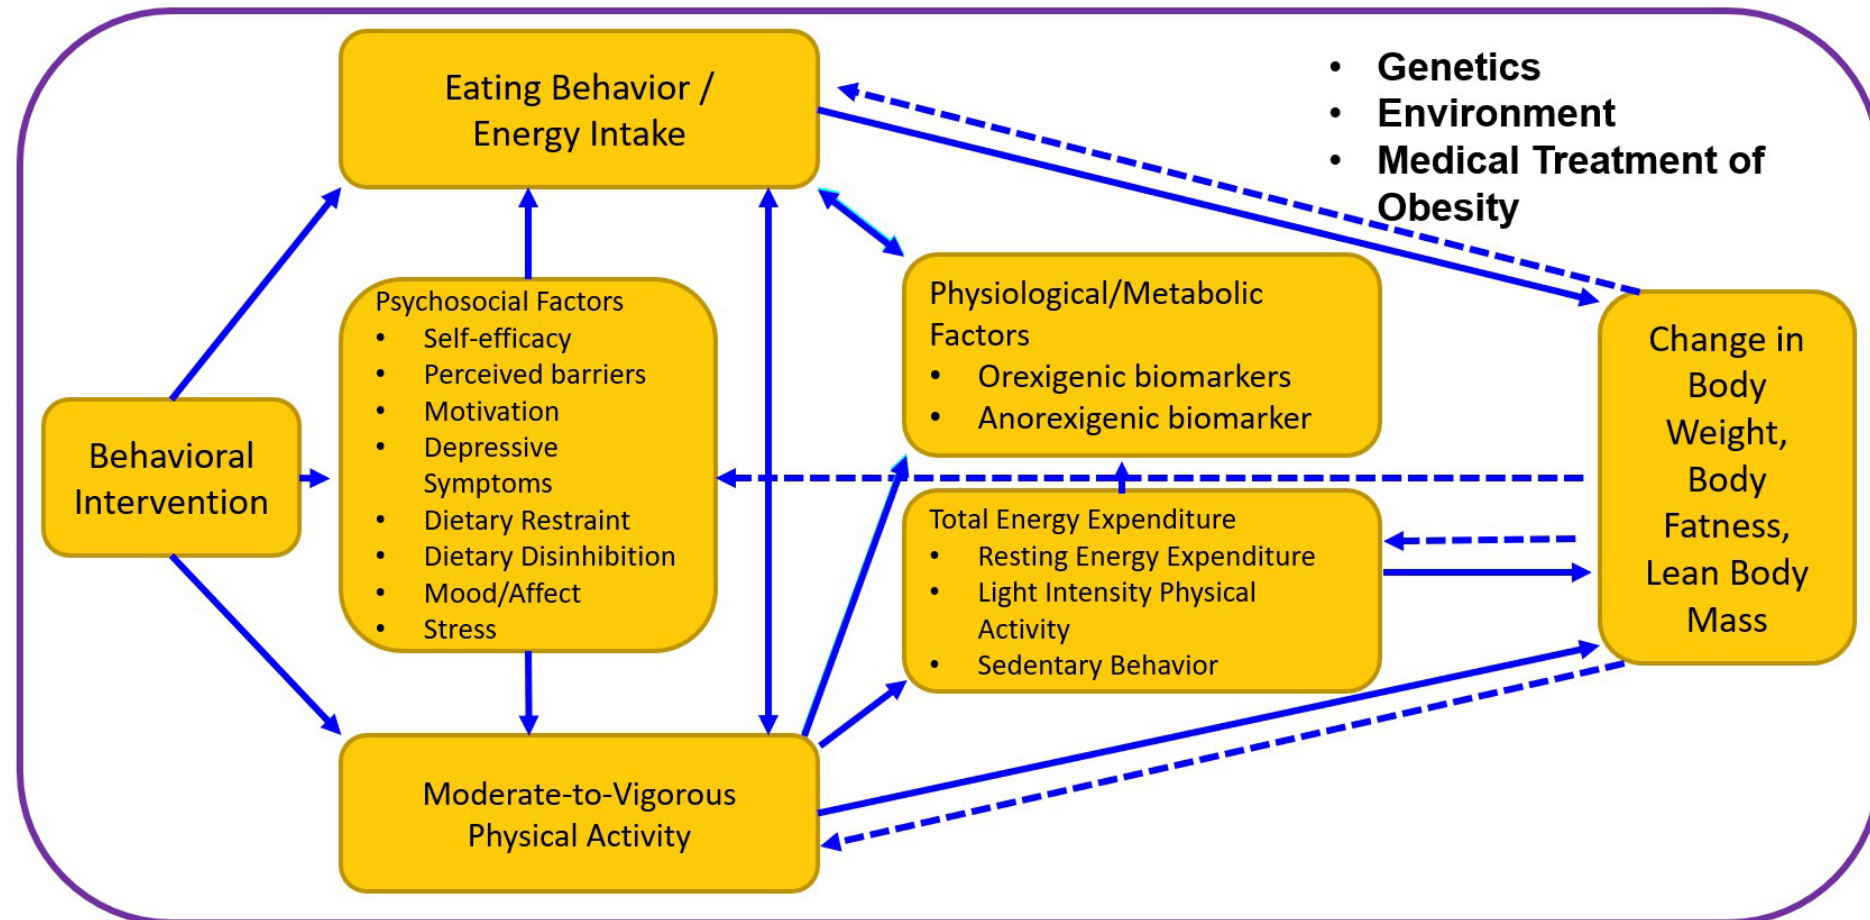 Eating Behavior /
Energy Intake
• Genetics
• Environment
• Medical Treatment of
Obesity
Psychosocial Factors
• Self-efficacy
• Perceived barriers
• Motivation
• Depressive
Symptoms
• Dietary Restraint
• Dietary Disinhibition
• Mood/Affect
• Stress
Physiological/Metabolic
Factors
• Orexigenic biomarkers
• Anorexigenic biomarker
Behavioral
Intervention
Total Energy Expenditure
• Resting Energy Expenditure
• Light Intensity Physical
Activity
• Sedentary Behavior
Change in
Body
Weight,
Body
Fatness,
Lean Body
Mass
Moderate-to-Vigorous
Physical Activity